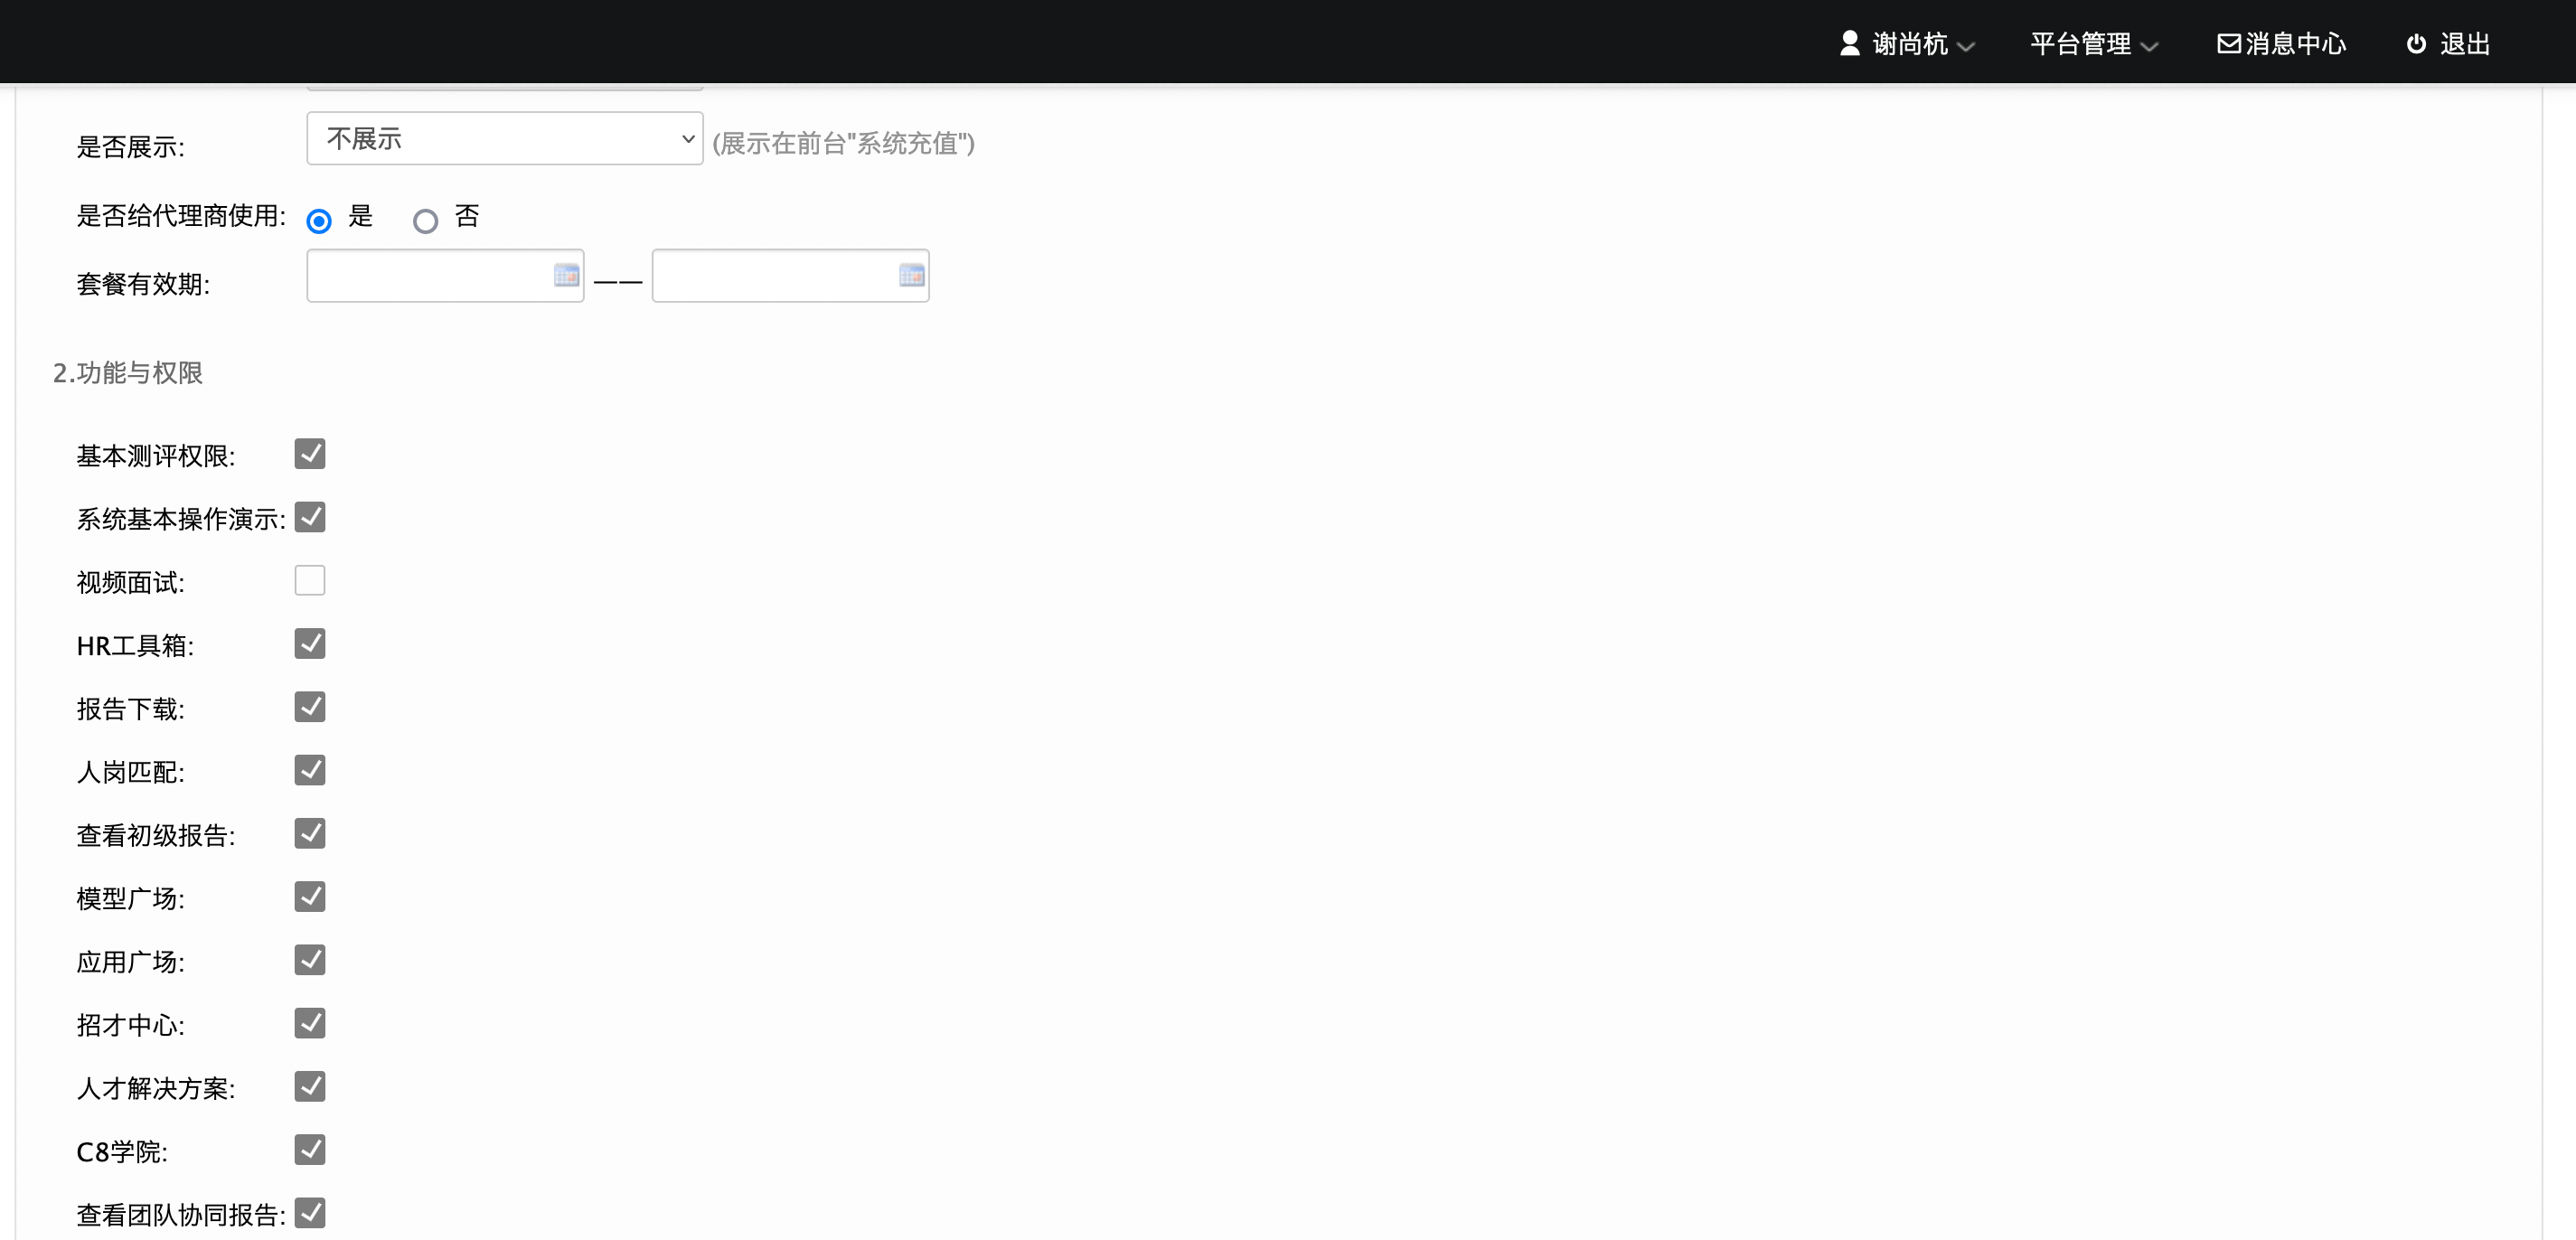 谢尚杭 平台管理 消息中心 退出
是否展示: 不展示 (展示在前台"系统充值")
是否给代理商使用: 是 否
套餐有效期: ——
2.功能与权限
基本测评权限:
系统基本操作演示:
视频面试:
HR工具箱:
报告下载:
人岗匹配:
查看初级报告:
模型广场:
应用广场:
招才中心:
人才解决方案:
C8学院:
查看团队协同报告: